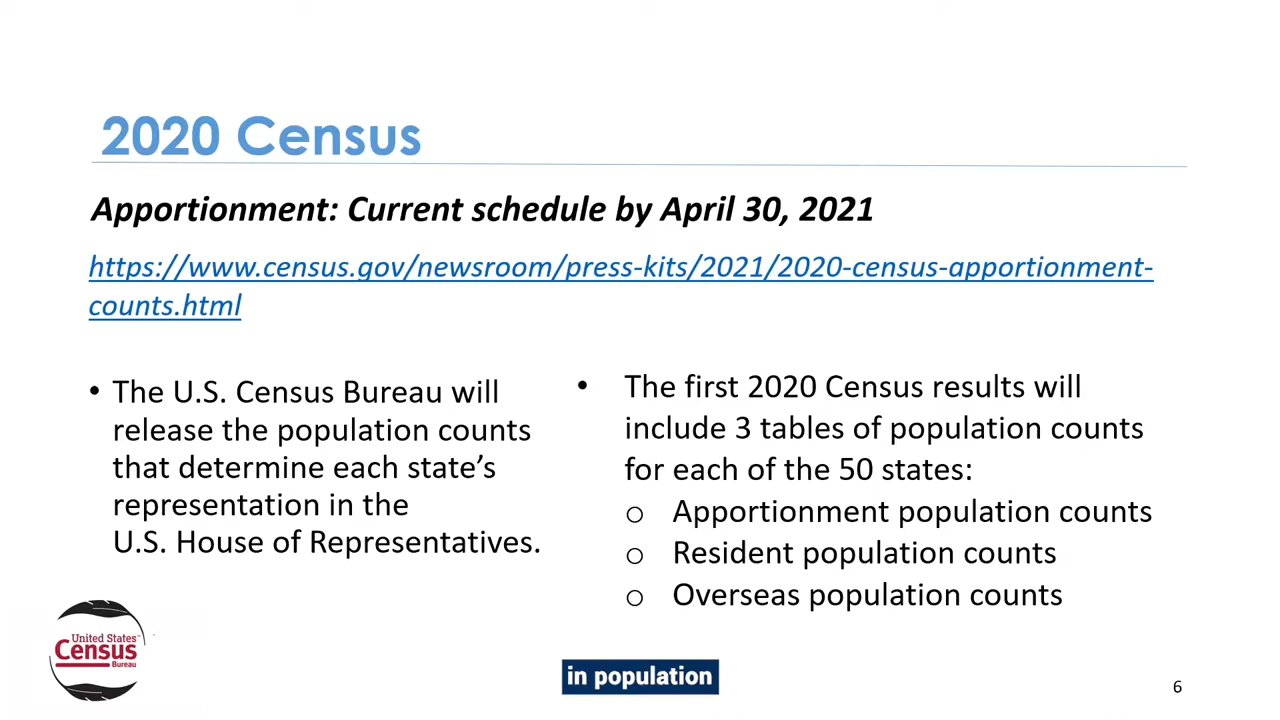 2020 Census
Apportionment: Current schedule by April 30, 2021
https://www.census.gov/newsroom/press-kits/2021/2020-census-apportionment-
counts.html
• The U.S. Census Bureau will
release the population counts
that determine each state’s
representation in the
U.S. House of Representatives.
• The first 2020 Census results will
include 3 tables of population counts
for each of the 50 states:
o Apportionment population counts
o Resident population counts
o Overseas population counts
United States™
Census
Bureau
in population
6